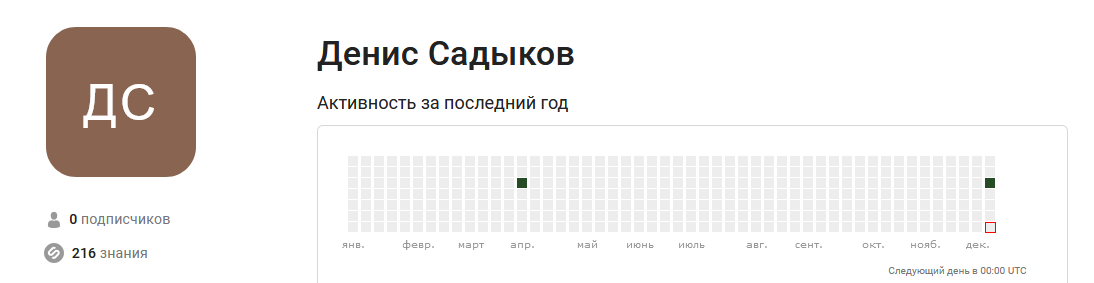 Денис Садыков
ДС
Активность за последний год
0 подписчиков
216 знания
янв. февр. март апр. май июнь июль авг. сент. окт. нояб. дек.
Следующий день в 00:00 UTC